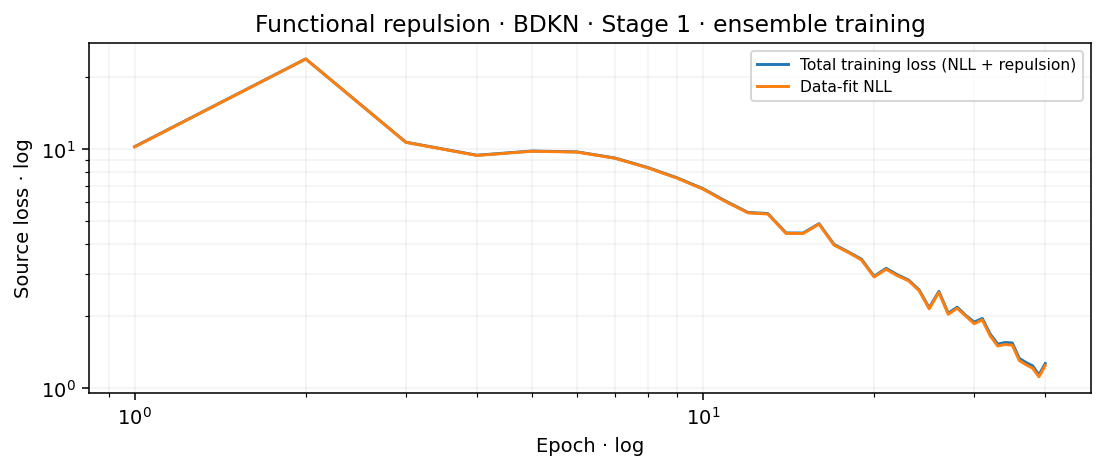 Functional repulsion · BDKN · Stage 1 · ensemble training
Total training loss (NLL + repulsion)
Data-fit NLL
Source loss · log
10¹
10⁰
10⁰
10¹
Epoch · log